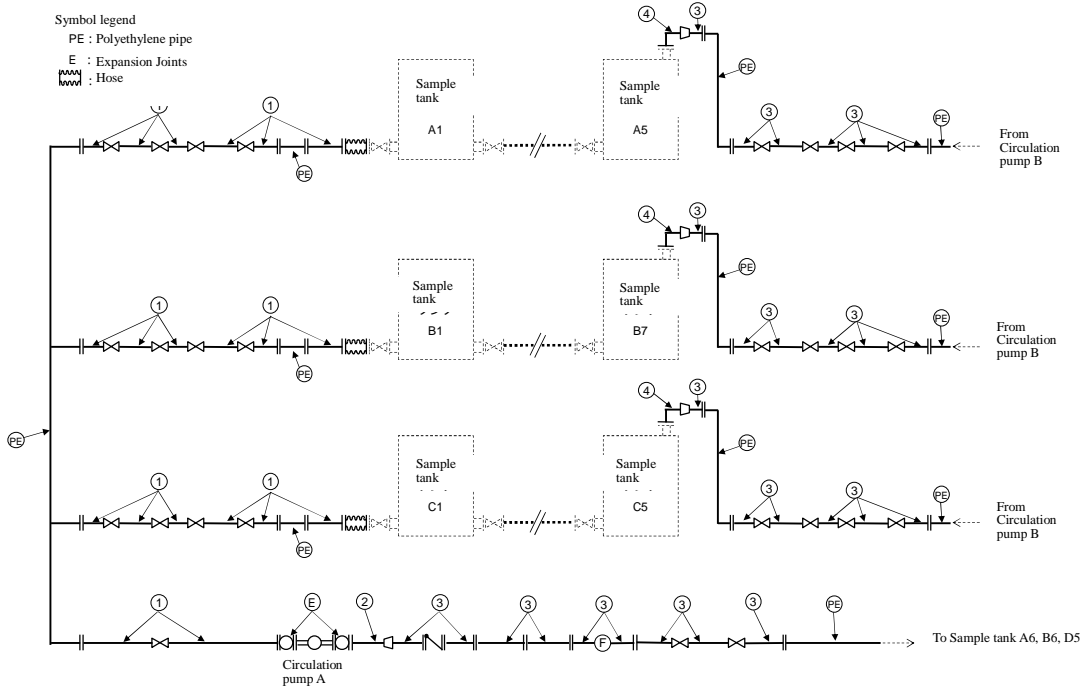 Symbol legend
PE : Polyethylene pipe
E : Expansion Joints
: Hose
4
3
1
1
Sample
tank
A1
Sample
tank
A5
PE
3
3
PE
From
Circulation
pump B
PE
4
3
1
1
Sample
tank
B1
Sample
tank
B7
PE
3
3
PE
From
Circulation
pump B
PE
4
3
PE
1
1
Sample
tank
C1
Sample
tank
C5
PE
3
3
PE
From
Circulation
pump B
PE
1
E
2
3
3
3
3
3
PE
F
To Sample tank A6, B6, D5
Circulation
pump A